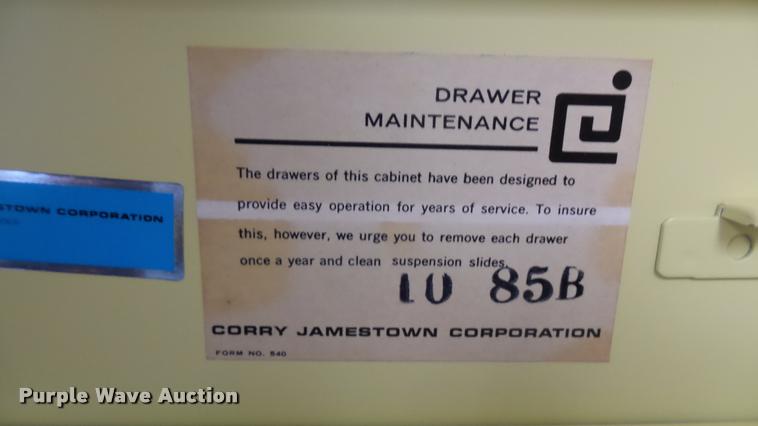 DRAWER
MAINTENANCE
The drawers of this cabinet have been designed to
provide easy operation for years of service. To insure
this, however, we urge you to remove each drawer
once a year and clean suspension slides.
10 85B
CORRY JAMESTOWN CORPORATION
FORM NO. 540
STOWN CORPORATION
Purple Wave Auction